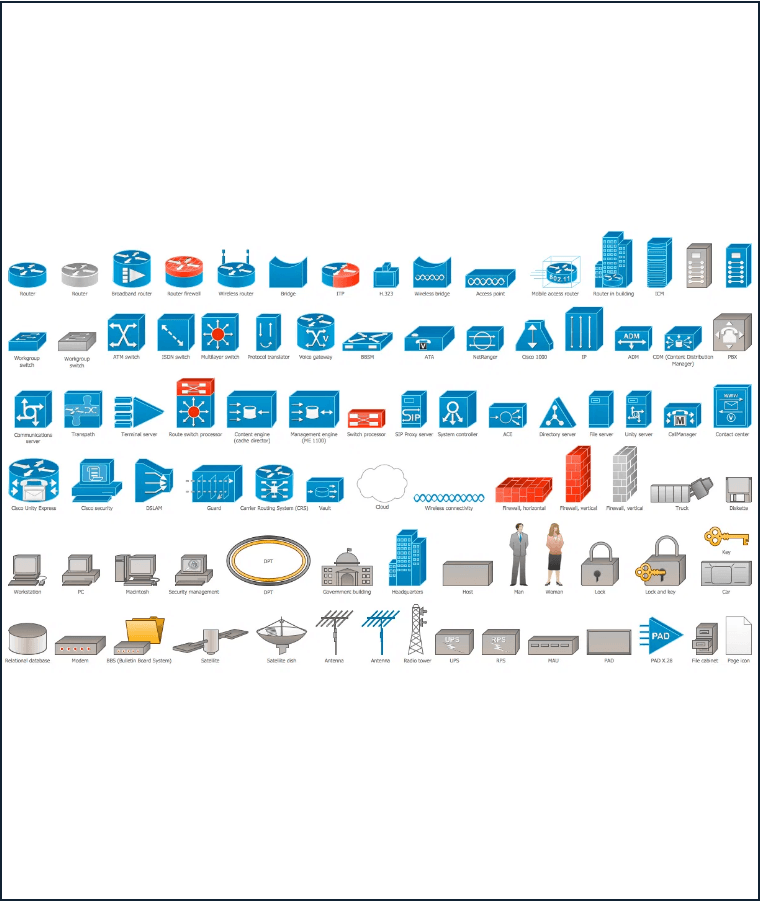 802.11
Router
Router
Broadband router
Router firewall
Wireless router
Bridge
ITP
H.323
Wireless bridge
Access point
Mobile access router
Router in building
ICM
ADM
V
V
Workgroup
switch
Workgroup
switch
ATM switch
ISDN switch
Multilayer switch
Protocol translator
Voice gateway
BBSM
ATA
NetRanger
Cisco 1000
IP
ADM
CDM (Content Distribution
Manager)
PBX
SIP
M
WWW
Communications
server
Transpath
Terminal server
Route switch processor
Content engine
(cache director)
Management engine
(ME 1100)
Switch processor
SIP Proxy server
System controller
ACE
Directory server
File server
Unity server
CallManager
Contact center
Cisco Unity Express
Cisco security
DSLAM
Guard
Carrier Routing System (CRS)
Vault
Cloud
Wireless connectivity
Firewall, horizontal
Firewall, vertical
Firewall, vertical
Truck
Diskette
Key
DPT
Workstation
PC
Macintosh
Security management
DPT
Government building
Headquarters
Host
Man
Woman
Lock
Lock and key
Car
UPS
RPS
PAD
Relational database
Modem
BBS (Bulletin Board System)
Satellite
Satellite dish
Antenna
Antenna
Radio tower
UPS
RPS
MAU
PAD
PAD X.28
File cabinet
Page icon